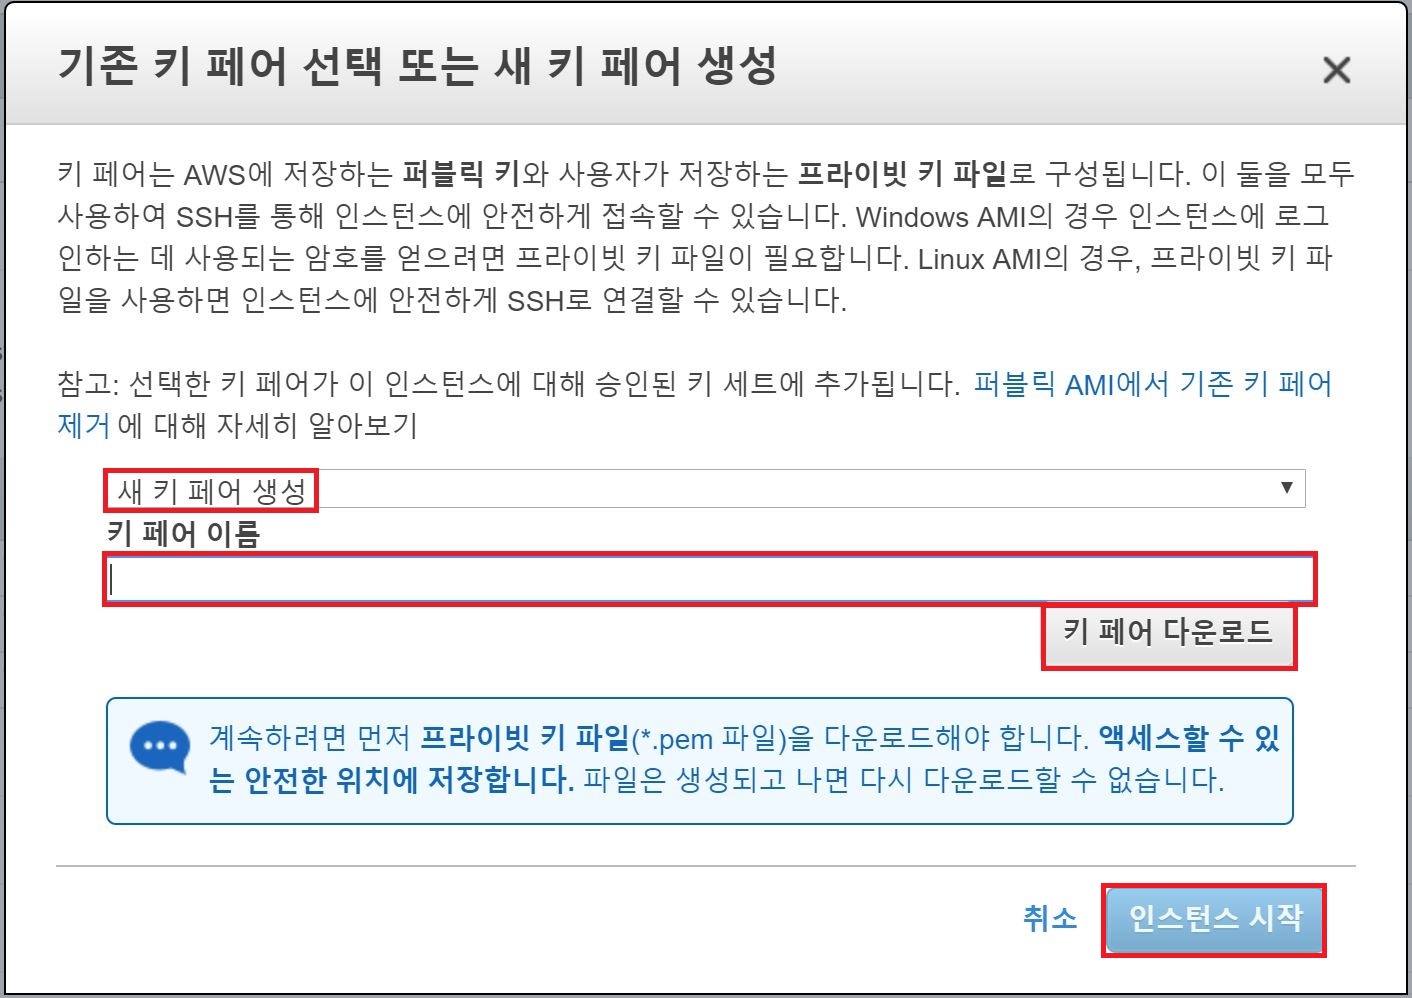 기존 키 페어 선택 또는 새 키 페어 생성
키 페어는 AWS에 저장하는 퍼블릭 키와 사용자가 저장하는 프라이빗 키 파일로 구성됩니다. 이 둘을 모두
사용하여 SSH를 통해 인스턴스에 안전하게 접속할 수 있습니다. Windows AMI의 경우 인스턴스에 로그
인하는 데 사용되는 암호를 얻으려면 프라이빗 키 파일이 필요합니다. Linux AMI의 경우, 프라이빗 키 파
일을 사용하면 인스턴스에 안전하게 SSH로 연결할 수 있습니다.
참고: 선택한 키 페어가 이 인스턴스에 대해 승인된 키 세트에 추가됩니다. 퍼블릭 AMI에서 기존 키 페어
제거 에 대해 자세히 알아보기
새 키 페어 생성
키 페어 이름
키 페어 다운로드
계속하려면 먼저 프라이빗 키 파일(*.pem 파일)을 다운로드해야 합니다. 액세스할 수 있
는 안전한 위치에 저장합니다. 파일은 생성되고 나면 다시 다운로드할 수 없습니다.
취소
인스턴스 시작